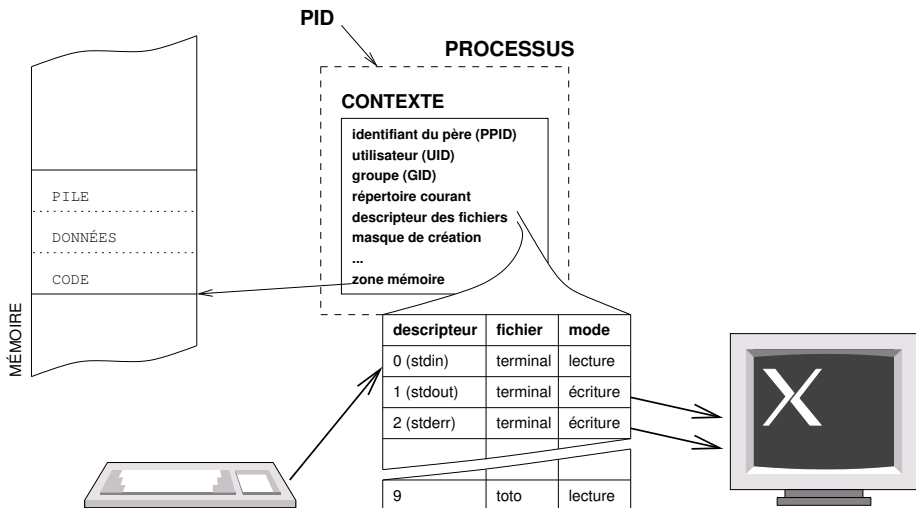 PID
PROCESSUS
CONTEXTE
identifiant du père (PPID)
utilisateur (UID)
groupe (GID)
répertoire courant
descripteur des fichiers
masque de création
...
zone mémoire
PILE
DONNÉES
CODE
MÉMOIRE
descripteur fichier mode
0 (stdin) terminal lecture
1 (stdout) terminal écriture
2 (stderr) terminal écriture
9 toto lecture
X